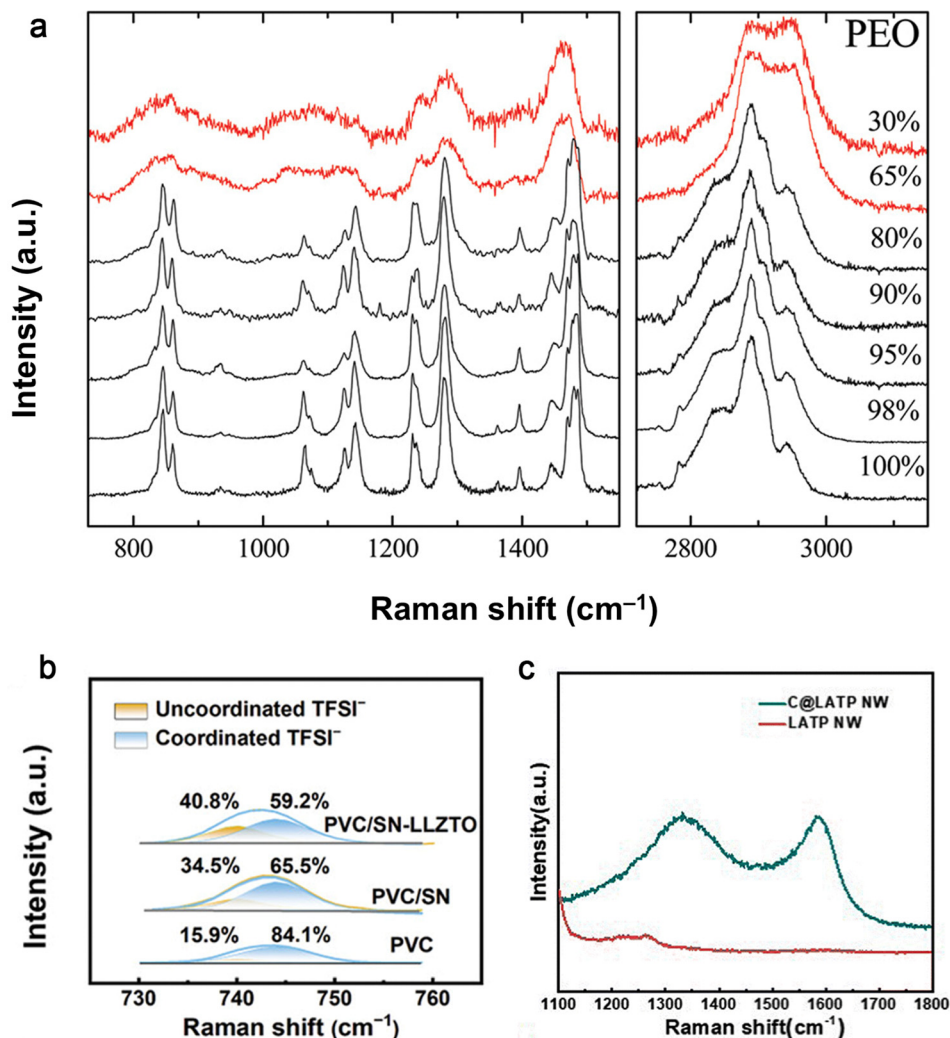 a
PEO
30%
65%
80%
90%
95%
98%
100%
Intensity (a.u.)
800 1000 1200 1400 2800 3000
Raman shift (cm⁻¹)
b
Uncoordinated TFSI⁻
Coordinated TFSI⁻
40.8% 59.2%
PVC/SN-LLZTO
34.5% 65.5%
PVC/SN
15.9% 84.1%
PVC
Intensity (a.u.)
730 740 750 760
Raman shift (cm⁻¹)
c
C@LATP NW
LATP NW
Intensity(a.u.)
1100 1200 1300 1400 1500 1600 1700 1800
Raman shift(cm⁻¹)